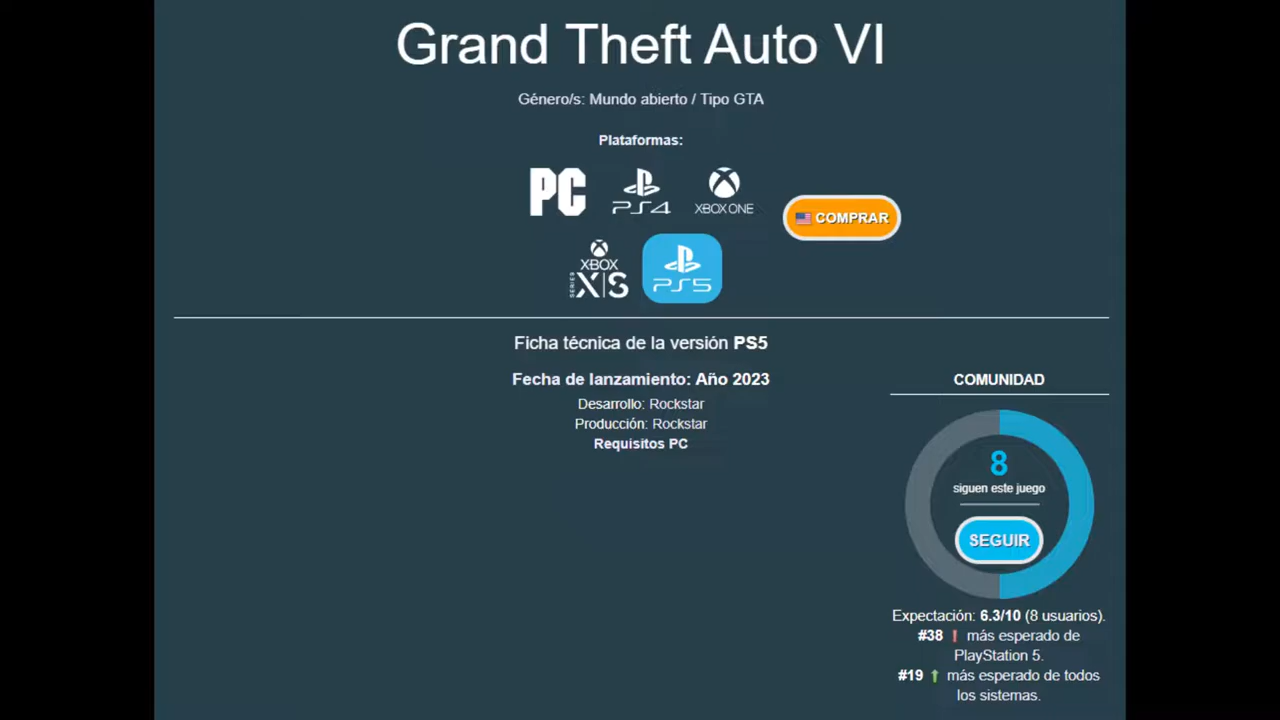 Grand Theft Auto VI
Género/s: Mundo abierto / Tipo GTA
Plataformas:
PC PS4 XBOX ONE
COMPRAR
XBOX SERIES X|S PS5
Ficha técnica de la versión PS5
Fecha de lanzamiento: Año 2023
Desarrollo: Rockstar
Producción: Rockstar
Requisitos PC
COMUNIDAD
8
siguen este juego
SEGUIR
Expectación: 6.3/10 (8 usuarios).
#38 más esperado de
PlayStation 5.
#19 más esperado de todos
los sistemas.